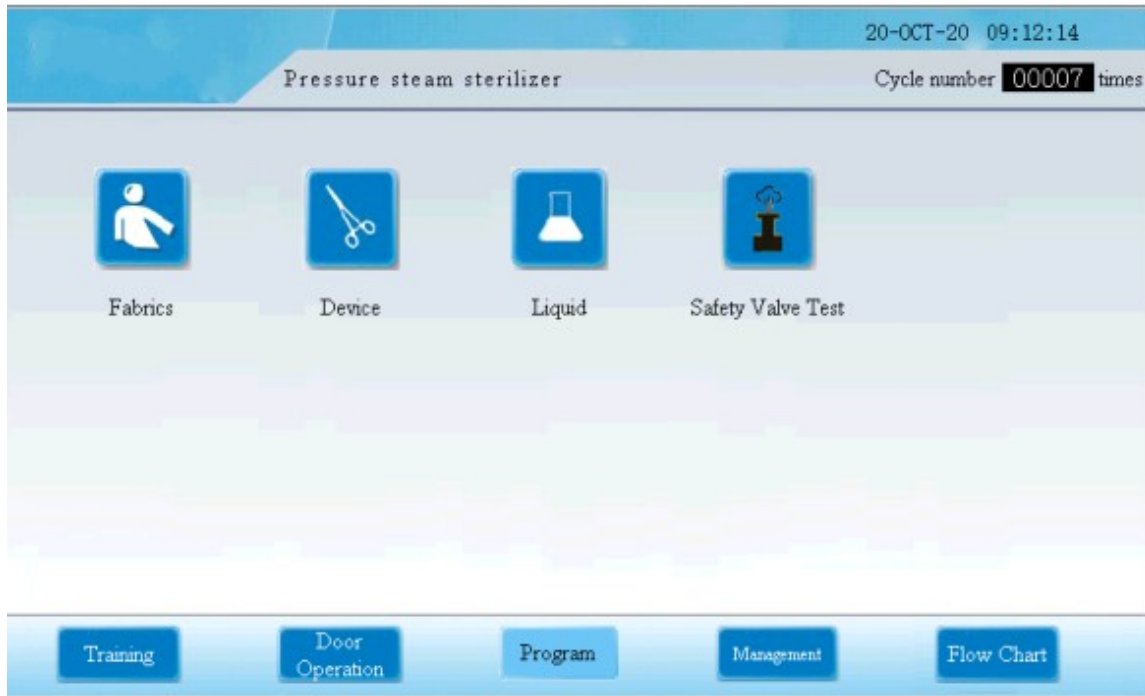 20-OCT-20 09:12:14
Pressure steam sterilizer
Cycle number 00007 times
Fabrics
Device
Liquid
Safety Valve Test
Training
Door
Operation
Program
Management
Flow Chart